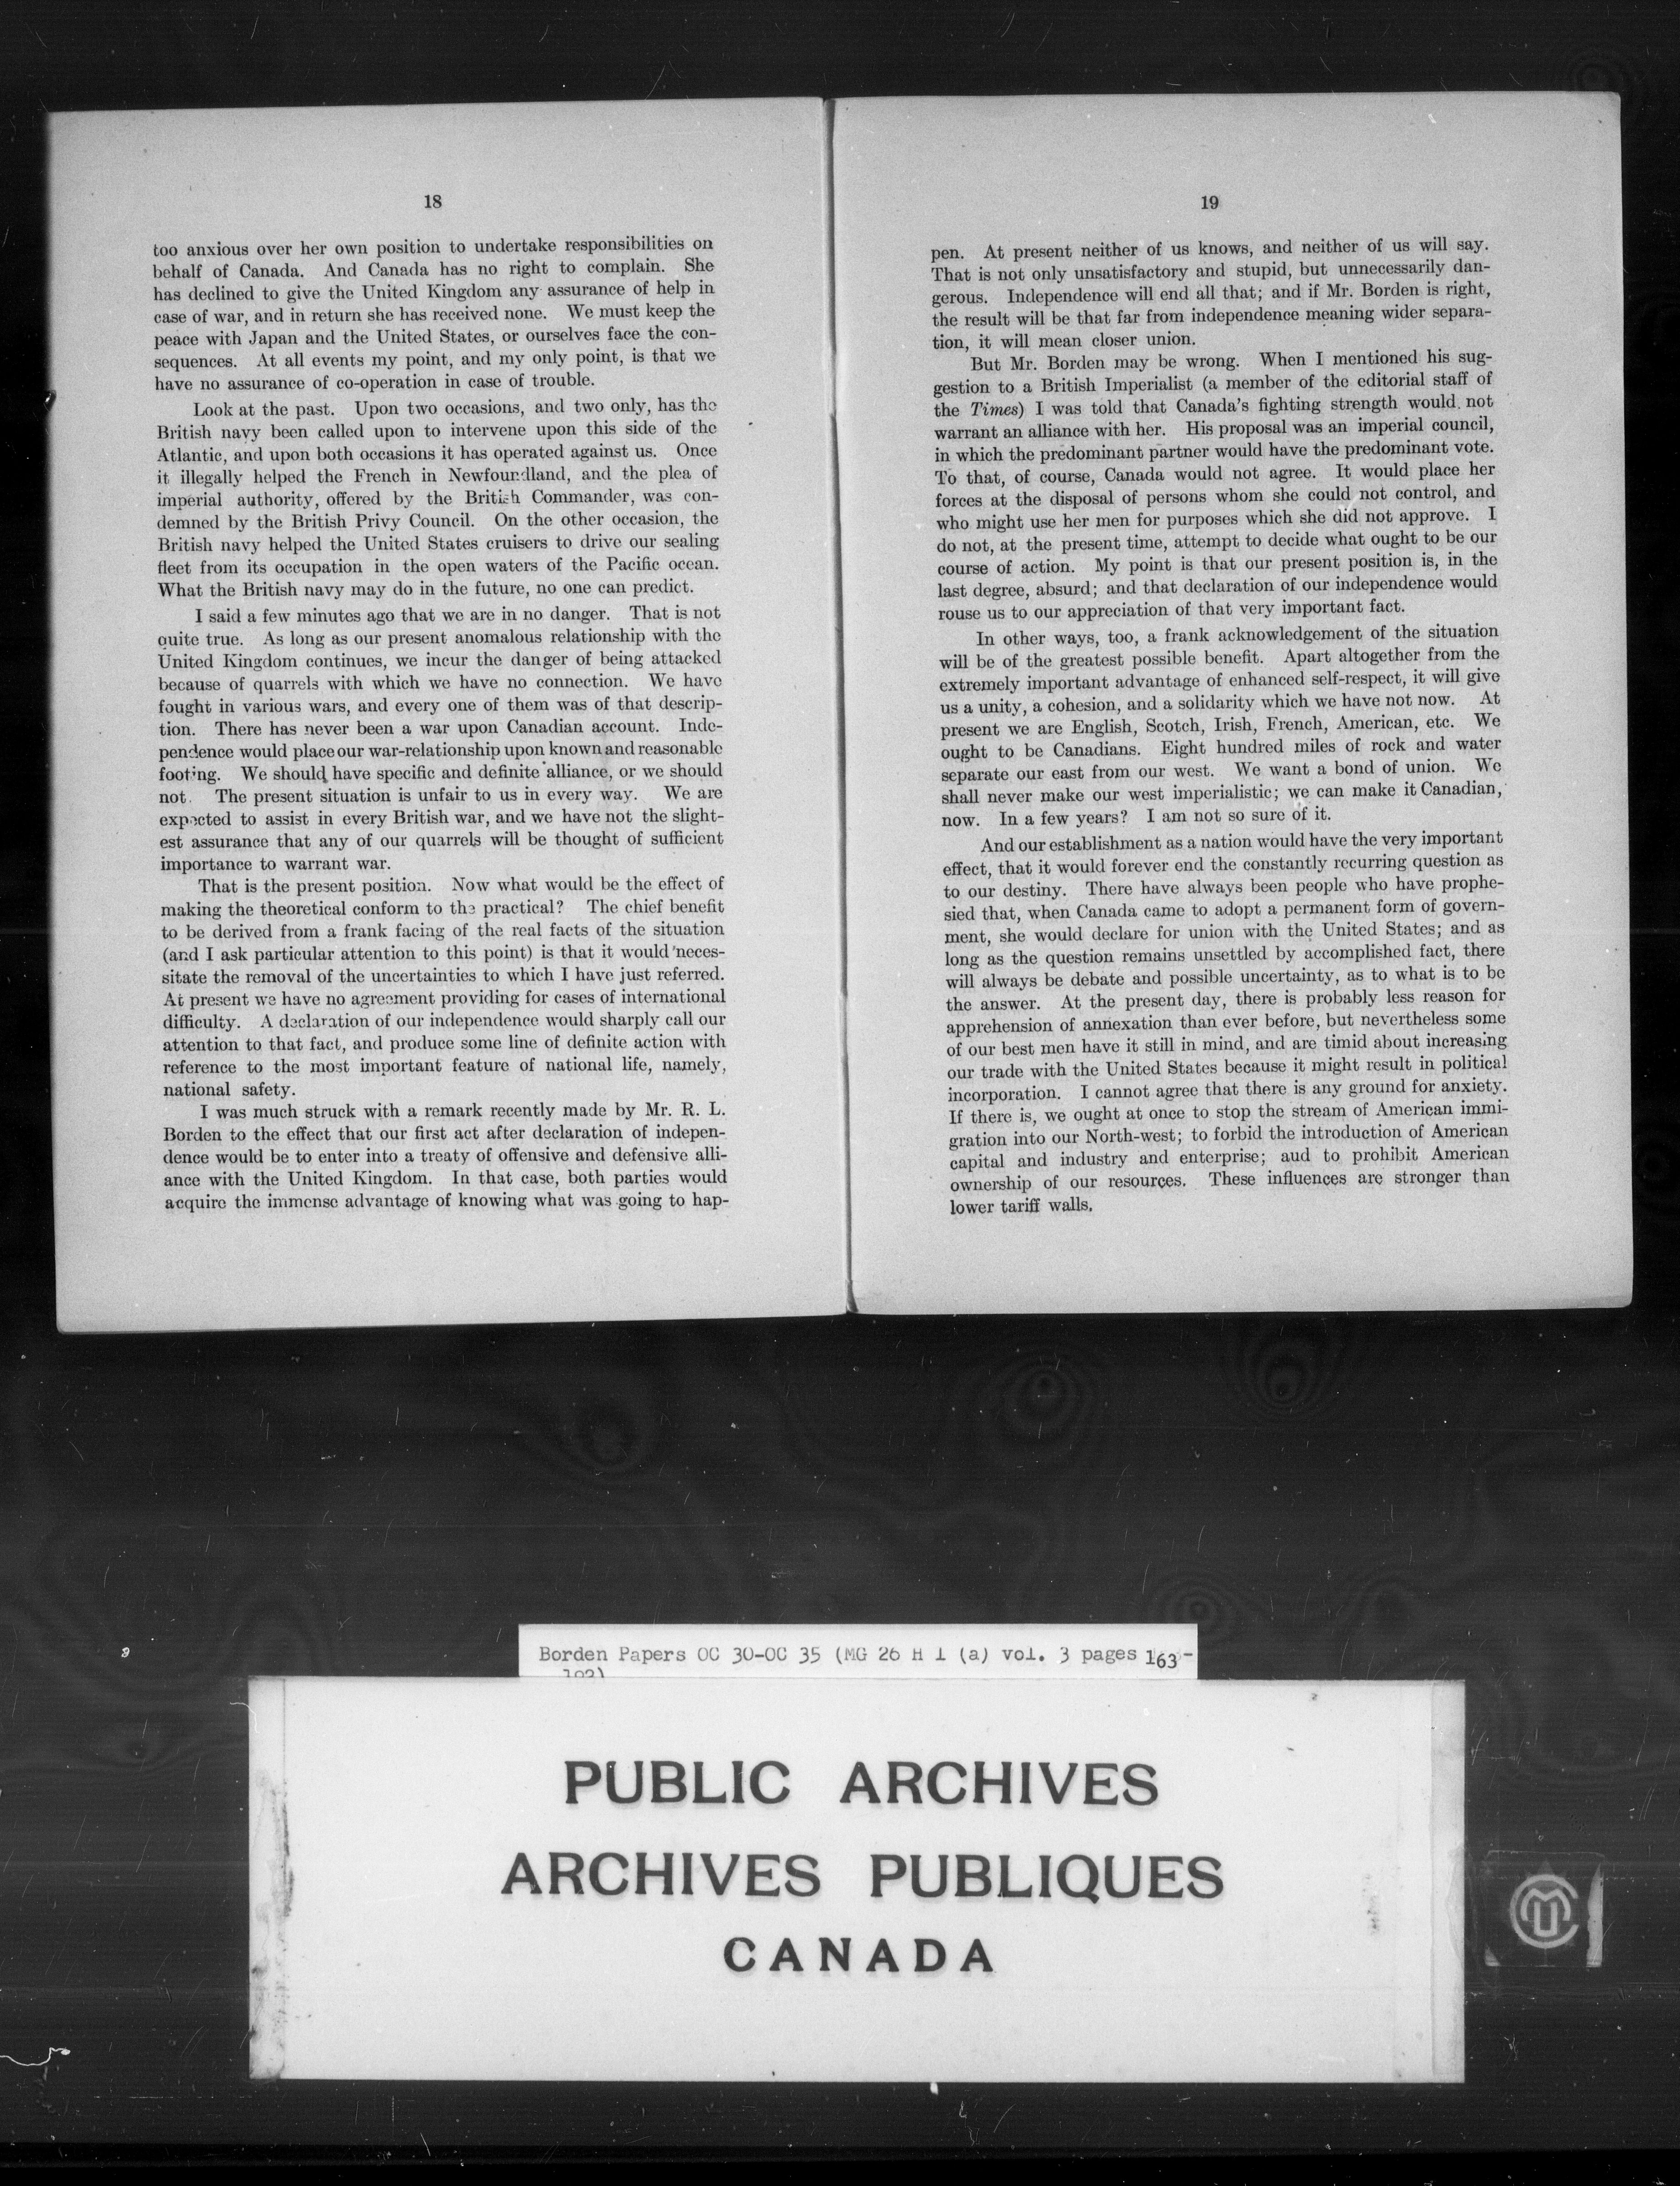 18
too anxious over her own position to undertake responsibilities on
behalf of Canada. And Canada has no right to complain. She
has declined to give the United Kingdom any assurance of help in
case of war, and in return she has received none. We must keep the
peace with Japan and the United States, or ourselves face the con-
sequences. At all events my point, and my only point, is that we
have no assurance of co-operation in case of trouble.
Look at the past. Upon two occasions, and two only, has the
British navy been called upon to intervene upon this side of the
Atlantic, and upon both occasions it has operated against us. Once
it illegally helped the French in Newfoundland, and the plea of
imperial authority, offered by the British Commander, was con-
demned by the British Privy Council. On the other occasion, the
British navy helped the United States cruisers to drive our sealing
fleet from its occupation in the open waters of the Pacific ocean.
What the British navy may do in the future, no one can predict.
I said a few minutes ago that we are in no danger. That is not
quite true. As long as our present anomalous relationship with the
United Kingdom continues, we incur the danger of being attacked
because of quarrels with which we have no connection. We have
fought in various wars, and every one of them was of that descrip-
tion. There has never been a war upon Canadian account. Inde-
pendence would place our war-relationship upon known and reasonable
footing. We should have specific and definite alliance, or we should
not. The present situation is unfair to us in every way. We are
expected to assist in every British war, and we have not the slight-
est assurance that any of our quarrels will be thought of sufficient
importance to warrant war.
That is the present position. Now what would be the effect of
making the theoretical conform to the practical? The chief benefit
to be derived from a frank facing of the real facts of the situation
(and I ask particular attention to this point) is that it would neces-
sitate the removal of the uncertainties to which I have just referred.
At present we have no agreement providing for cases of international
difficulty. A declaration of our independence would sharply call our
attention to that fact, and produce some line of definite action with
reference to the most important feature of national life, namely,
national safety.
I was much struck with a remark recently made by Mr. R. L.
Borden to the effect that our first act after declaration of indepen-
dence would be to enter into a treaty of offensive and defensive alli-
ance with the United Kingdom. In that case, both parties would
acquire the immense advantage of knowing what was going to hap-
19
pen. At present neither of us knows, and neither of us will say.
That is not only unsatisfactory and stupid, but unnecessarily dan-
gerous. Independence will end all that; and if Mr. Borden is right,
the result will be that far from independence meaning wider separa-
tion, it will mean closer union.
But Mr. Borden may be wrong. When I mentioned his sug-
gestion to a British Imperialist (a member of the editorial staff of
the Times) I was told that Canada's fighting strength would not
warrant an alliance with her. His proposal was an imperial council,
in which the predominant partner would have the predominant vote.
To that, of course, Canada would not agree. It would place her
forces at the disposal of persons whom she could not control, and
who might use her men for purposes which she did not approve. I
do not, at the present time, attempt to decide what ought to be our
course of action. My point is that our present position is, in the
last degree, absurd; and that declaration of our independence would
rouse us to our appreciation of that very important fact.
In other ways, too, a frank acknowledgement of the situation
will be of the greatest possible benefit. Apart altogether from the
extremely important advantage of enhanced self-respect, it will give
us a unity, a cohesion, and a solidarity which we have not now. At
present we are English, Scotch, Irish, French, American, etc. We
ought to be Canadians. Eight hundred miles of rock and water
separate our east from our west. We want a bond of union. We
shall never make our west imperialistic; we can make it Canadian,
now. In a few years? I am not so sure of it.
And our establishment as a nation would have the very important
effect, that it would forever end the constantly recurring question as
to our destiny. There have always been people who have prophe-
sied that, when Canada came to adopt a permanent form of govern-
ment, she would declare for union with the United States; and as
long as the question remains unsettled by accomplished fact, there
will always be debate and possible uncertainty, as to what is to be
the answer. At the present day, there is probably less reason for
apprehension of annexation than ever before, but nevertheless some
of our best men have it still in mind, and are timid about increasing
our trade with the United States because it might result in political
incorporation. I cannot agree that there is any ground for anxiety.
If there is, we ought at once to stop the stream of American immi-
gration into our North-west; to forbid the introduction of American
capital and industry and enterprise; aud to prohibit American
ownership of our resources. These influences are stronger than
lower tariff walls.
Borden Papers OC 30-OC 35 (MG 26 H 1 (a) vol. 3 pages 163-
PUBLIC ARCHIVES
ARCHIVES PUBLIQUES
CANADA